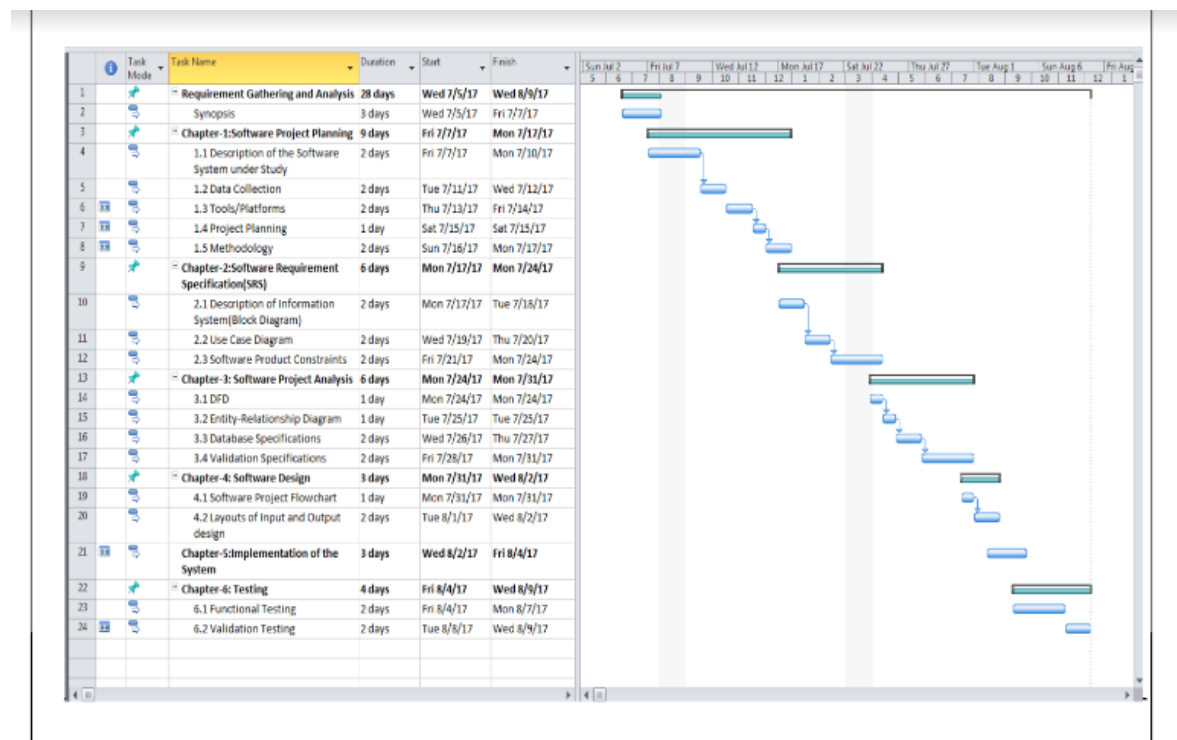 Task Mode Task Name Duration Start Finish
Sun Jul 2 Fri Jul 7 Wed Jul 12 Mon Jul 17 Sat Jul 22 Thu Jul 27 Tue Aug 1 Sun Aug 6 Fri Aug
5 6 7 8 9 10 11 12 1 2 3 4 5 6 7 8 9 10 11 12 1
1 Requirement Gathering and Analysis 28 days Wed 7/5/17 Wed 8/9/17
2 Synopsis 3 days Wed 7/5/17 Fri 7/7/17
3 Chapter-1:Software Project Planning 9 days Fri 7/7/17 Mon 7/17/17
4 1.1 Description of the Software 2 days Fri 7/7/17 Mon 7/10/17
System under Study
5 1.2 Data Collection 2 days Tue 7/11/17 Wed 7/12/17
6 1.3 Tools/Platforms 2 days Thu 7/13/17 Fri 7/14/17
7 1.4 Project Planning 1 day Sat 7/15/17 Sat 7/15/17
8 1.5 Methodology 2 days Sun 7/16/17 Mon 7/17/17
9 Chapter-2:Software Requirement 6 days Mon 7/17/17 Mon 7/24/17
Specification(SRS)
10 2.1 Description of Information 2 days Mon 7/17/17 Tue 7/18/17
System(Block Diagram)
11 2.2 Use Case Diagram 2 days Wed 7/19/17 Thu 7/20/17
12 2.3 Software Product Constraints 2 days Fri 7/21/17 Mon 7/24/17
13 Chapter-3: Software Project Analysis 6 days Mon 7/24/17 Mon 7/31/17
14 3.1 DFD 1 day Mon 7/24/17 Mon 7/24/17
15 3.2 Entity-Relationship Diagram 1 day Tue 7/25/17 Tue 7/25/17
16 3.3 Database Specifications 2 days Wed 7/26/17 Thu 7/27/17
17 3.4 Validation Specifications 2 days Fri 7/28/17 Mon 7/31/17
18 Chapter-4: Software Design 3 days Mon 7/31/17 Wed 8/2/17
19 4.1 Software Project Flowchart 1 day Mon 7/31/17 Mon 7/31/17
20 4.2 Layouts of Input and Output 2 days Tue 8/1/17 Wed 8/2/17
design
21 Chapter-5:Implementation of the 3 days Wed 8/2/17 Fri 8/4/17
System
22 Chapter-6: Testing 4 days Fri 8/4/17 Wed 8/9/17
23 6.1 Functional Testing 2 days Fri 8/4/17 Mon 8/7/17
24 6.2 Validation Testing 2 days Tue 8/8/17 Wed 8/9/17